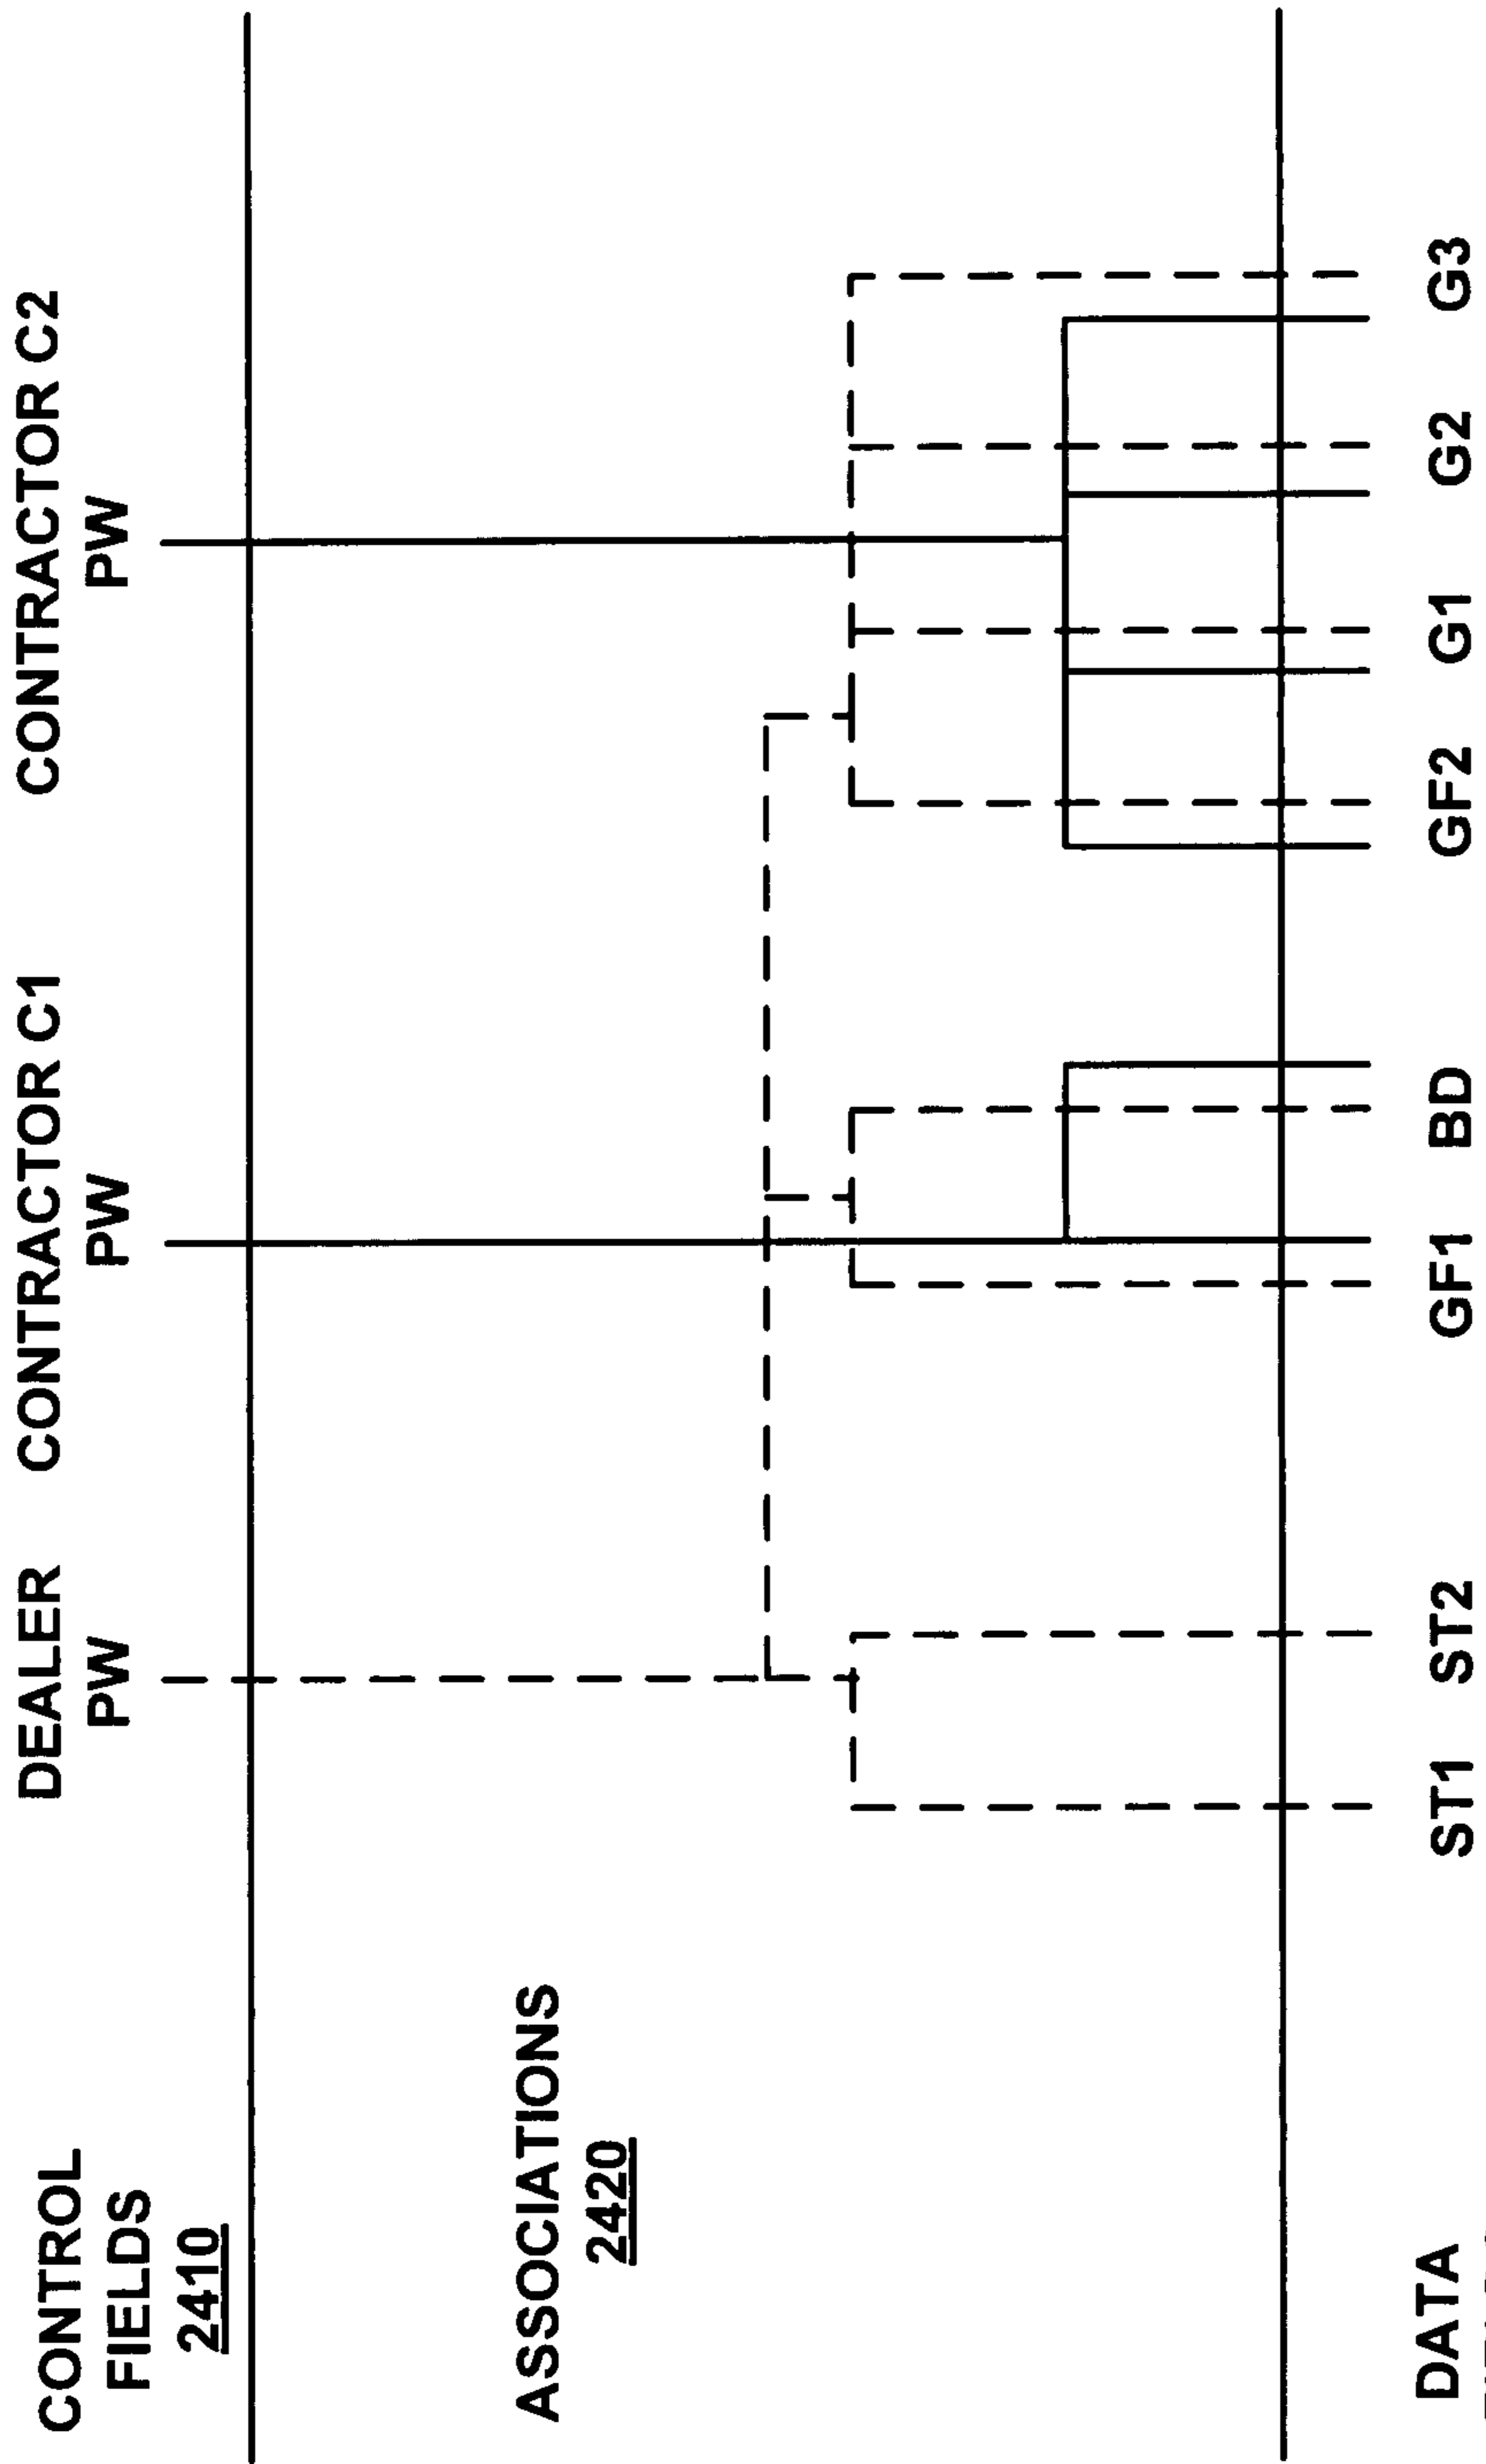 CONTROL
FIELDS
2410
DEALER
PW
CONTRACTOR C1
PW
CONTRACTOR C2
PW
ASSOCIATIONS
2420
DATA
ST1 ST2 GF1 BD GF2 G1 G2 G3